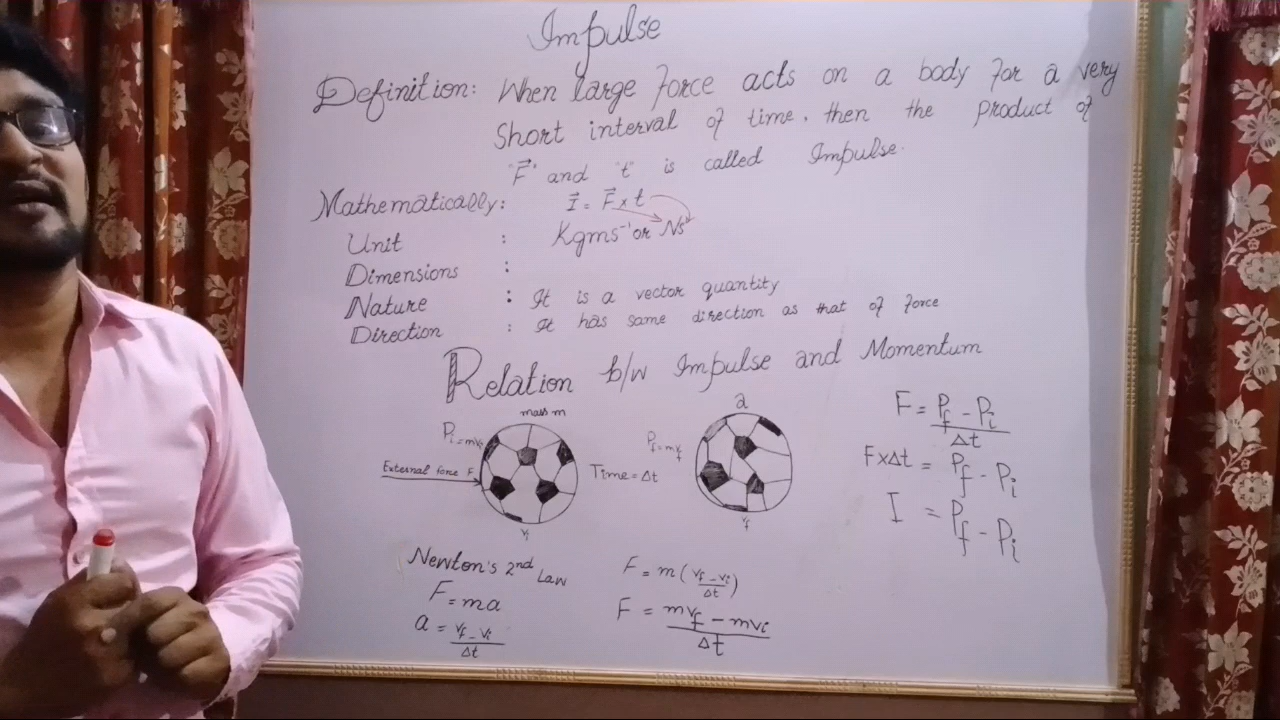 Impulse
Definition: When large force acts on a body for a very
short interval of time, then the product of
"F⃗" and "t" is called Impulse.
Mathematically: I⃗ = F⃗ × t
Unit : Kgms⁻¹ or Ns
Dimensions :
Nature : It is a vector quantity
Direction : It has same direction as that of force
Relation b/w Impulse and Momentum
mass m
a
Pi = mvi
Pf = mvf
External force F
Time = Δt
vi
F = Pf - Pi / Δt
F×Δt = Pf - Pi
I = Pf - Pi
Newton's 2nd Law
F = ma
a = vf - vi / Δt
F = m(vf - vi / Δt)
F = mvf - mvi / Δt